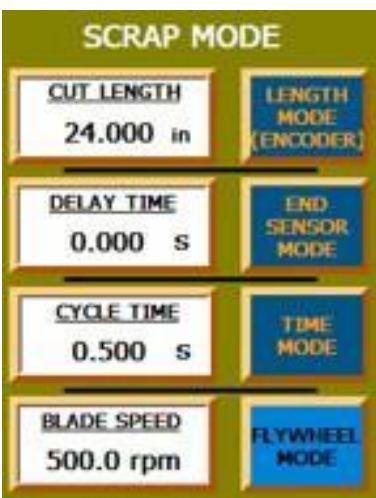 SCRAP MODE
CUT LENGTH
24.000 in
LENGTH
MODE
(ENCODER)
DELAY TIME
0.000 S
END
SENSOR
MODE
CYCLE TIME
0.500 S
TIME
MODE
BLADE SPEED
500.0 rpm
FLYWHEEL
MODE